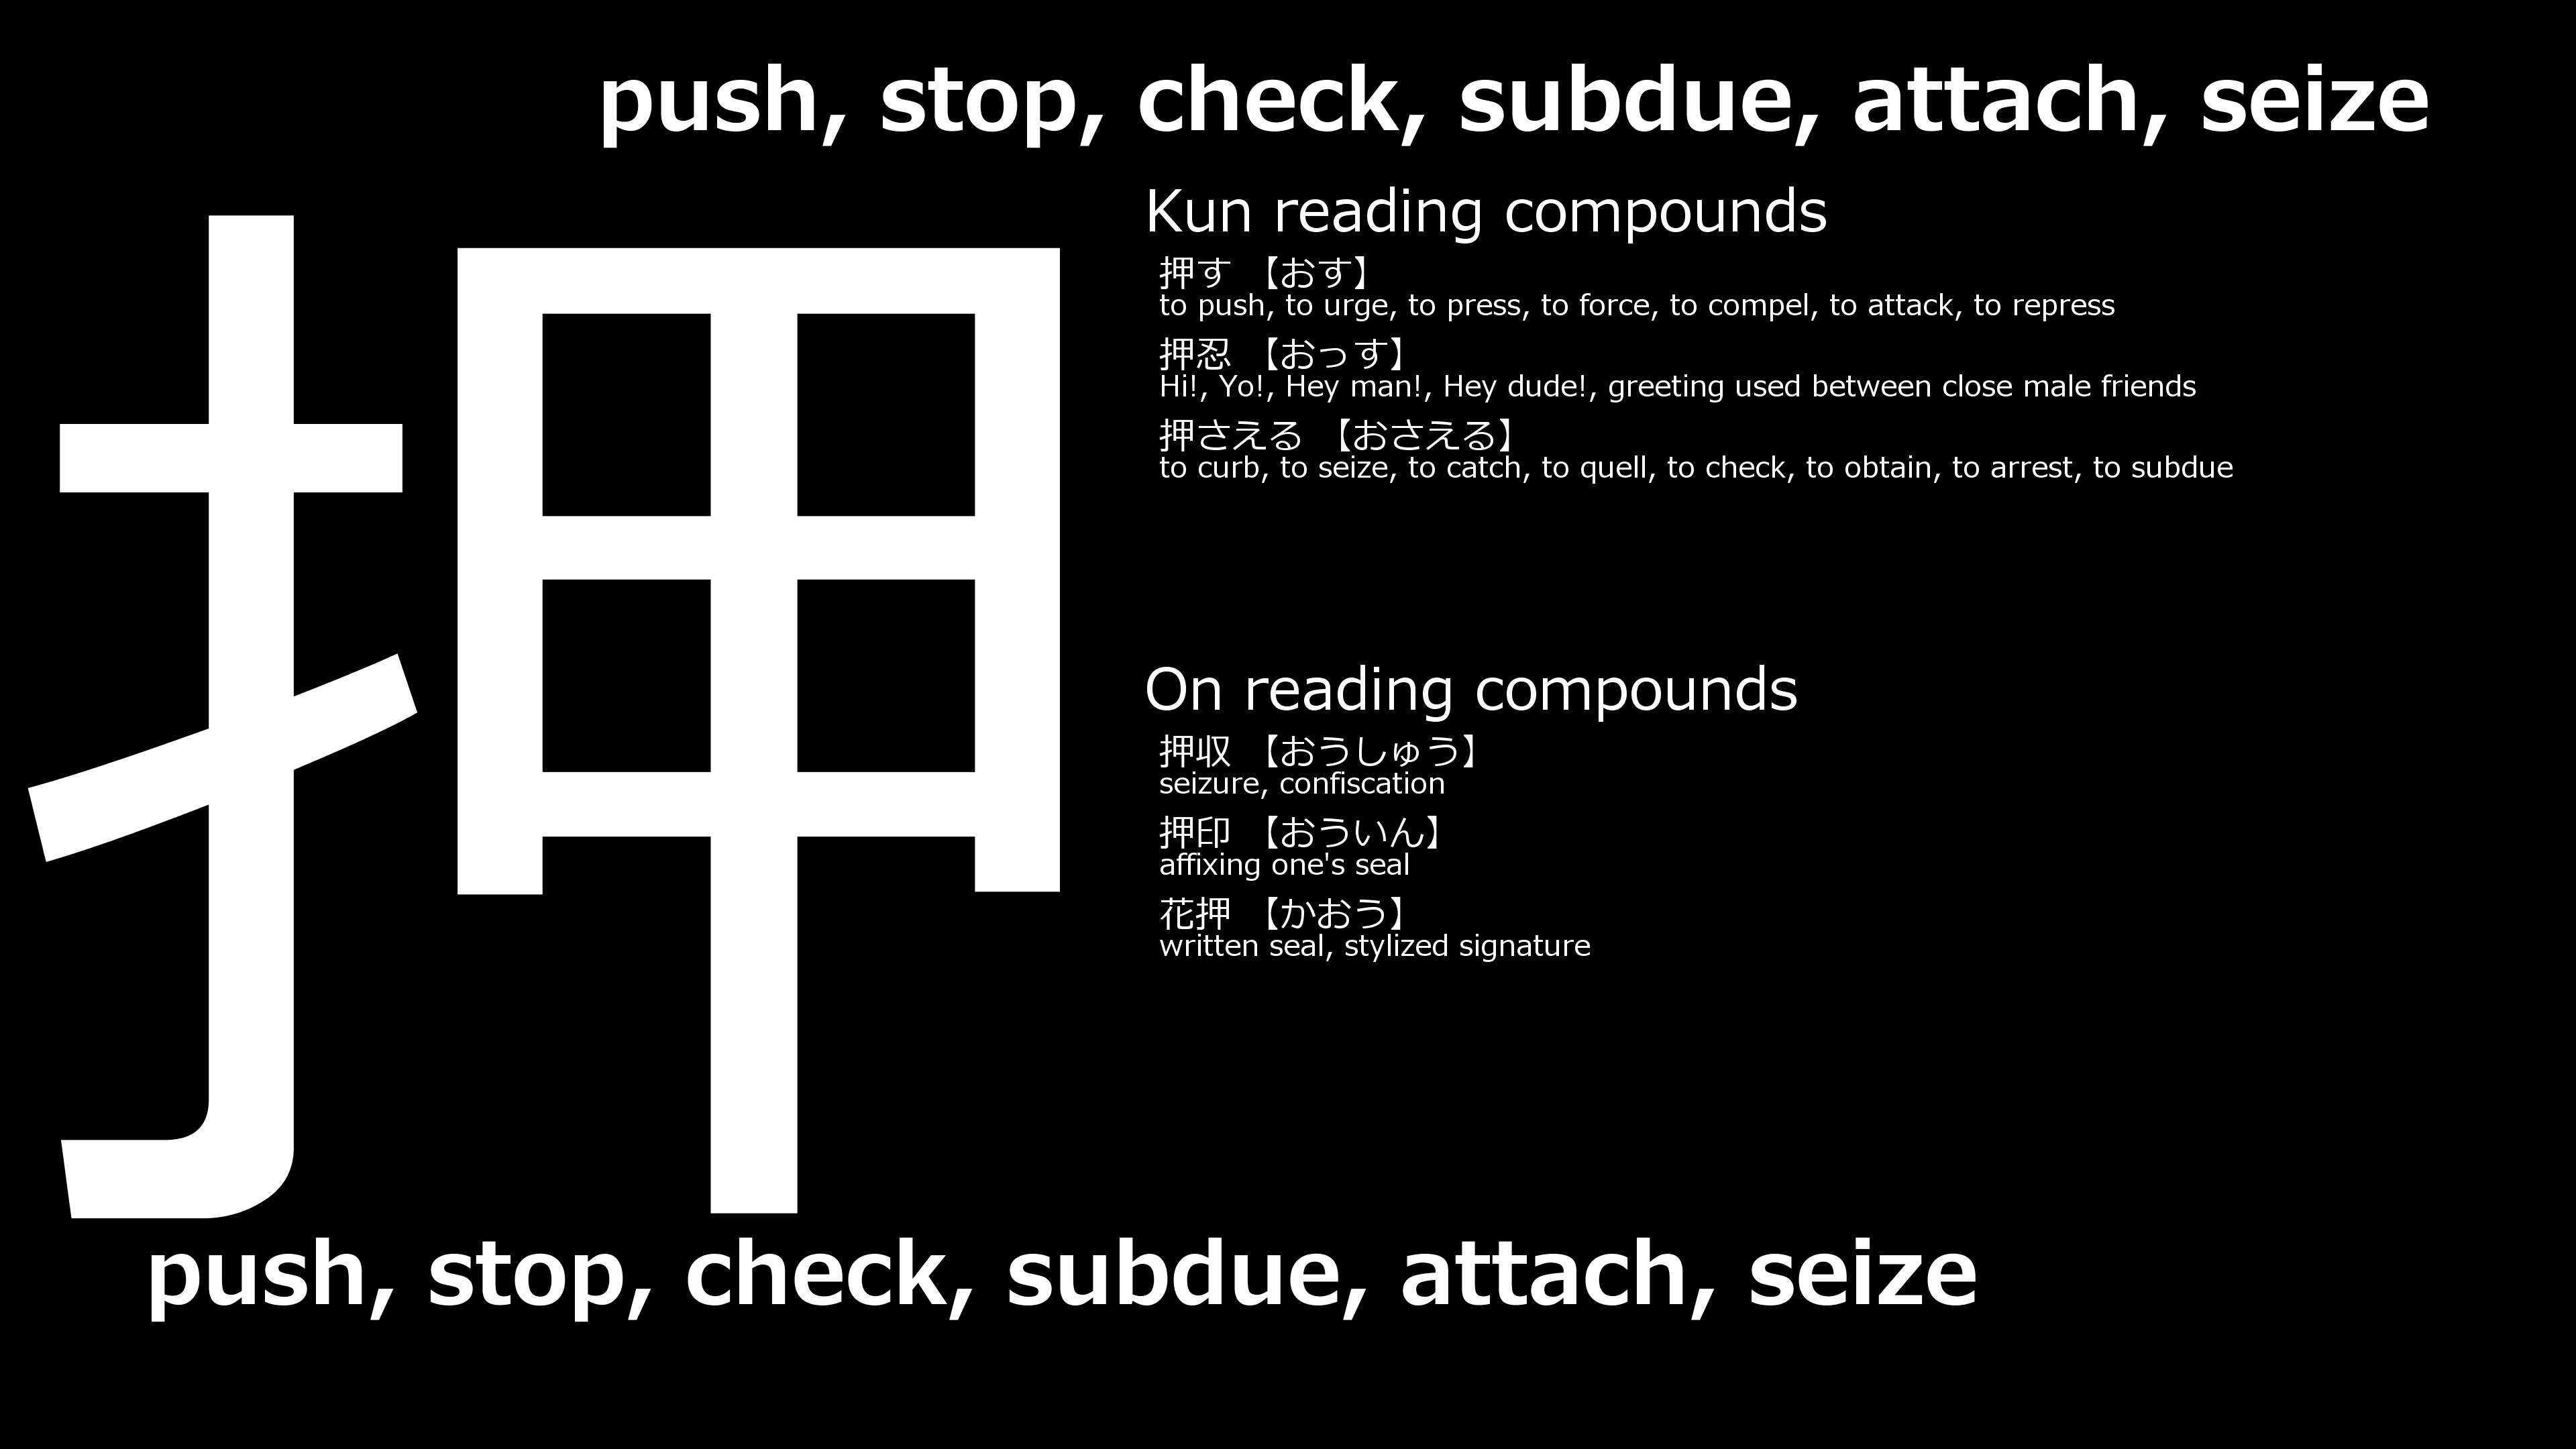 push, stop, check, subdue, attach, seize
押
Kun reading compounds
押す 【おす】
to push, to urge, to press, to force, to compel, to attack, to repress
押忍 【おっす】
Hi!, Yo!, Hey man!, Hey dude!, greeting used between close male friends
押さえる 【おさえる】
to curb, to seize, to catch, to quell, to check, to obtain, to arrest, to subdue
On reading compounds
押収 【おうしゅう】
seizure, confiscation
押印 【おういん】
affixing one's seal
花押 【かおう】
written seal, stylized signature
push, stop, check, subdue, attach, seize